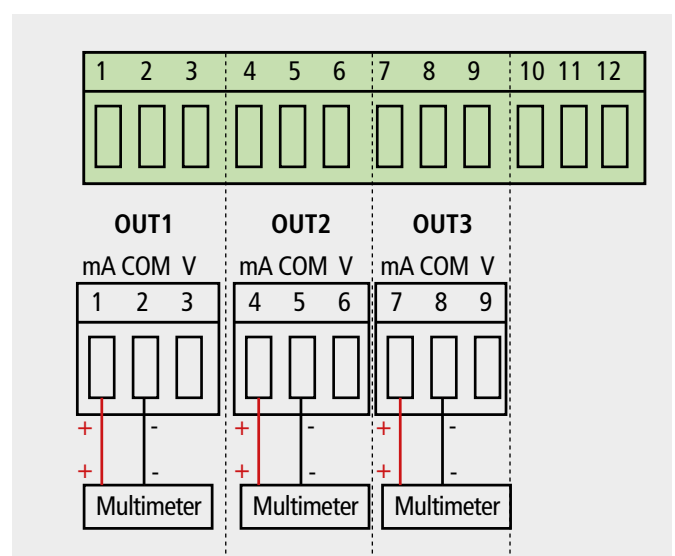 1 2 3 4 5 6 7 8 9 10 11 12
OUT1 OUT2 OUT3
mA COM V mA COM V mA COM V
1 2 3 4 5 6 7 8 9
+ - + - + -
+ - + - + -
Multimeter Multimeter Multimeter